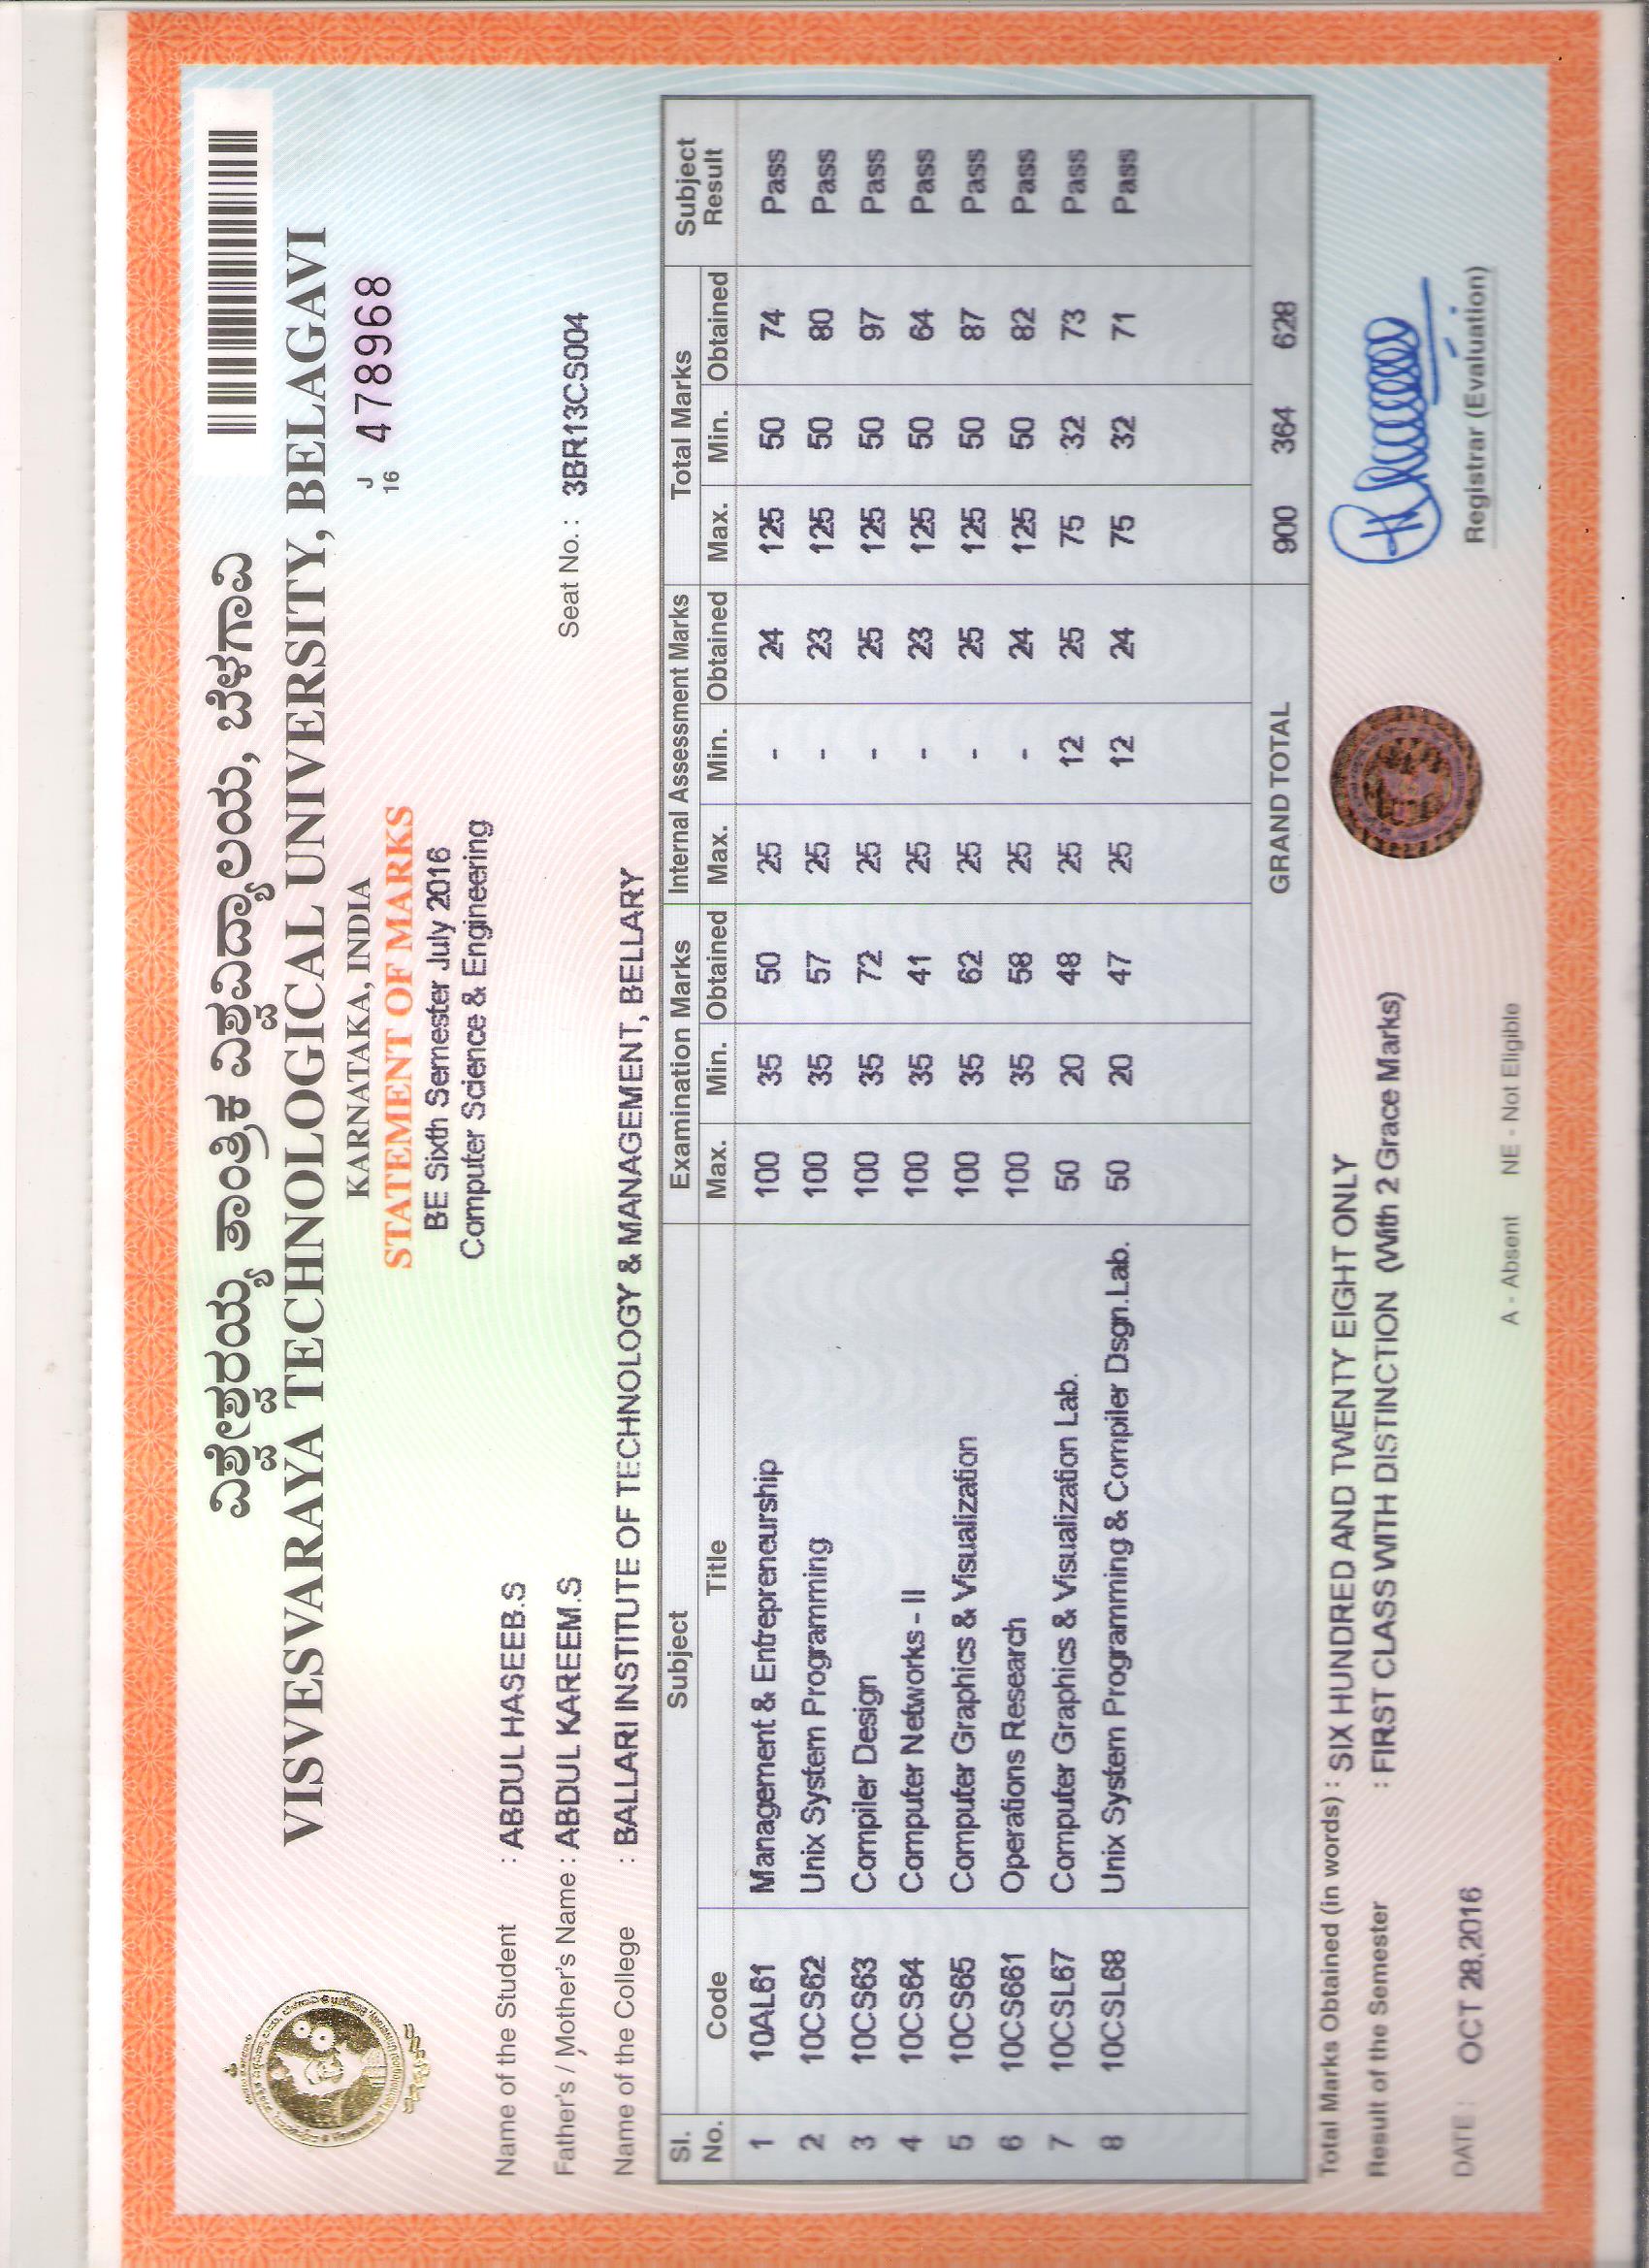 ವಿಶ್ವೇಶ್ವರಯ್ಯ ತಾಂತ್ರಿಕ ವಿಶ್ವವಿದ್ಯಾಲಯ, ಬೆಳಗಾವಿ
VISVESVARAYA TECHNOLOGICAL UNIVERSITY, BELAGAVI
KARNATAKA, INDIA
J 16 478968
STATEMENT OF MARKS
BE Sixth Semester July 2016
Computer Science & Engineering
Name of the Student : ABDUL HASEEB.S
Father's / Mother's Name : ABDUL KAREEM.S
Seat No. : 3BR13CS004
Name of the College : BALLARI INSTITUTE OF TECHNOLOGY & MANAGEMENT, BELLARY
Sl. No. Subject Examination Marks Internal Assessment Marks Total Marks Subject Result
Code Title Max. Min. Obtained Max. Min. Obtained Max. Min. Obtained
1 10AL61 Management & Entrepreneurship 100 35 50 25 - 24 125 50 74 Pass
2 10CS62 Unix System Programming 100 35 57 25 - 23 125 50 80 Pass
3 10CS63 Compiler Design 100 35 72 25 - 25 125 50 97 Pass
4 10CS64 Computer Networks - II 100 35 41 25 - 23 125 50 64 Pass
5 10CS65 Computer Graphics & Visualization 100 35 62 25 - 25 125 50 87 Pass
6 10CS661 Operations Research 100 35 58 25 - 24 125 50 82 Pass
7 10CSL67 Computer Graphics & Visualization Lab. 50 20 48 25 12 25 75 32 73 Pass
8 10CSL68 Unix System Programming & Compiler Dsgn.Lab. 50 20 47 25 12 24 75 32 71 Pass
GRAND TOTAL 900 364 628
Total Marks Obtained (in words) : SIX HUNDRED AND TWENTY EIGHT ONLY
Result of the Semester : FIRST CLASS WITH DISTINCTION (With 2 Grace Marks)
DATE : OCT 28,2016
Registrar (Evaluation)
A - Absent NE - Not Eligible